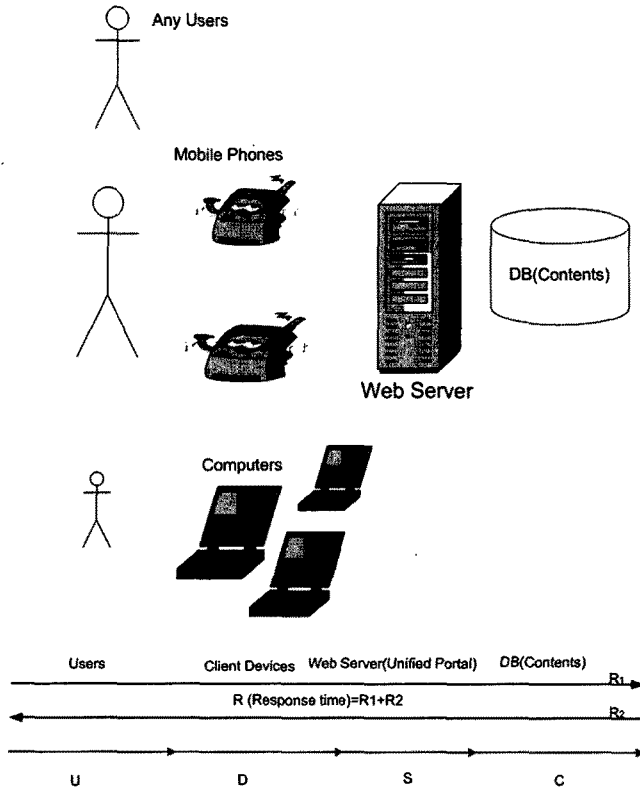 Any Users
Mobile Phones
DB(Contents)
Web Server
Computers
Users Client Devices Web Server(Unified Portal) DB(Contents)
R1
R (Response time)=R1+R2
R2
U D S C